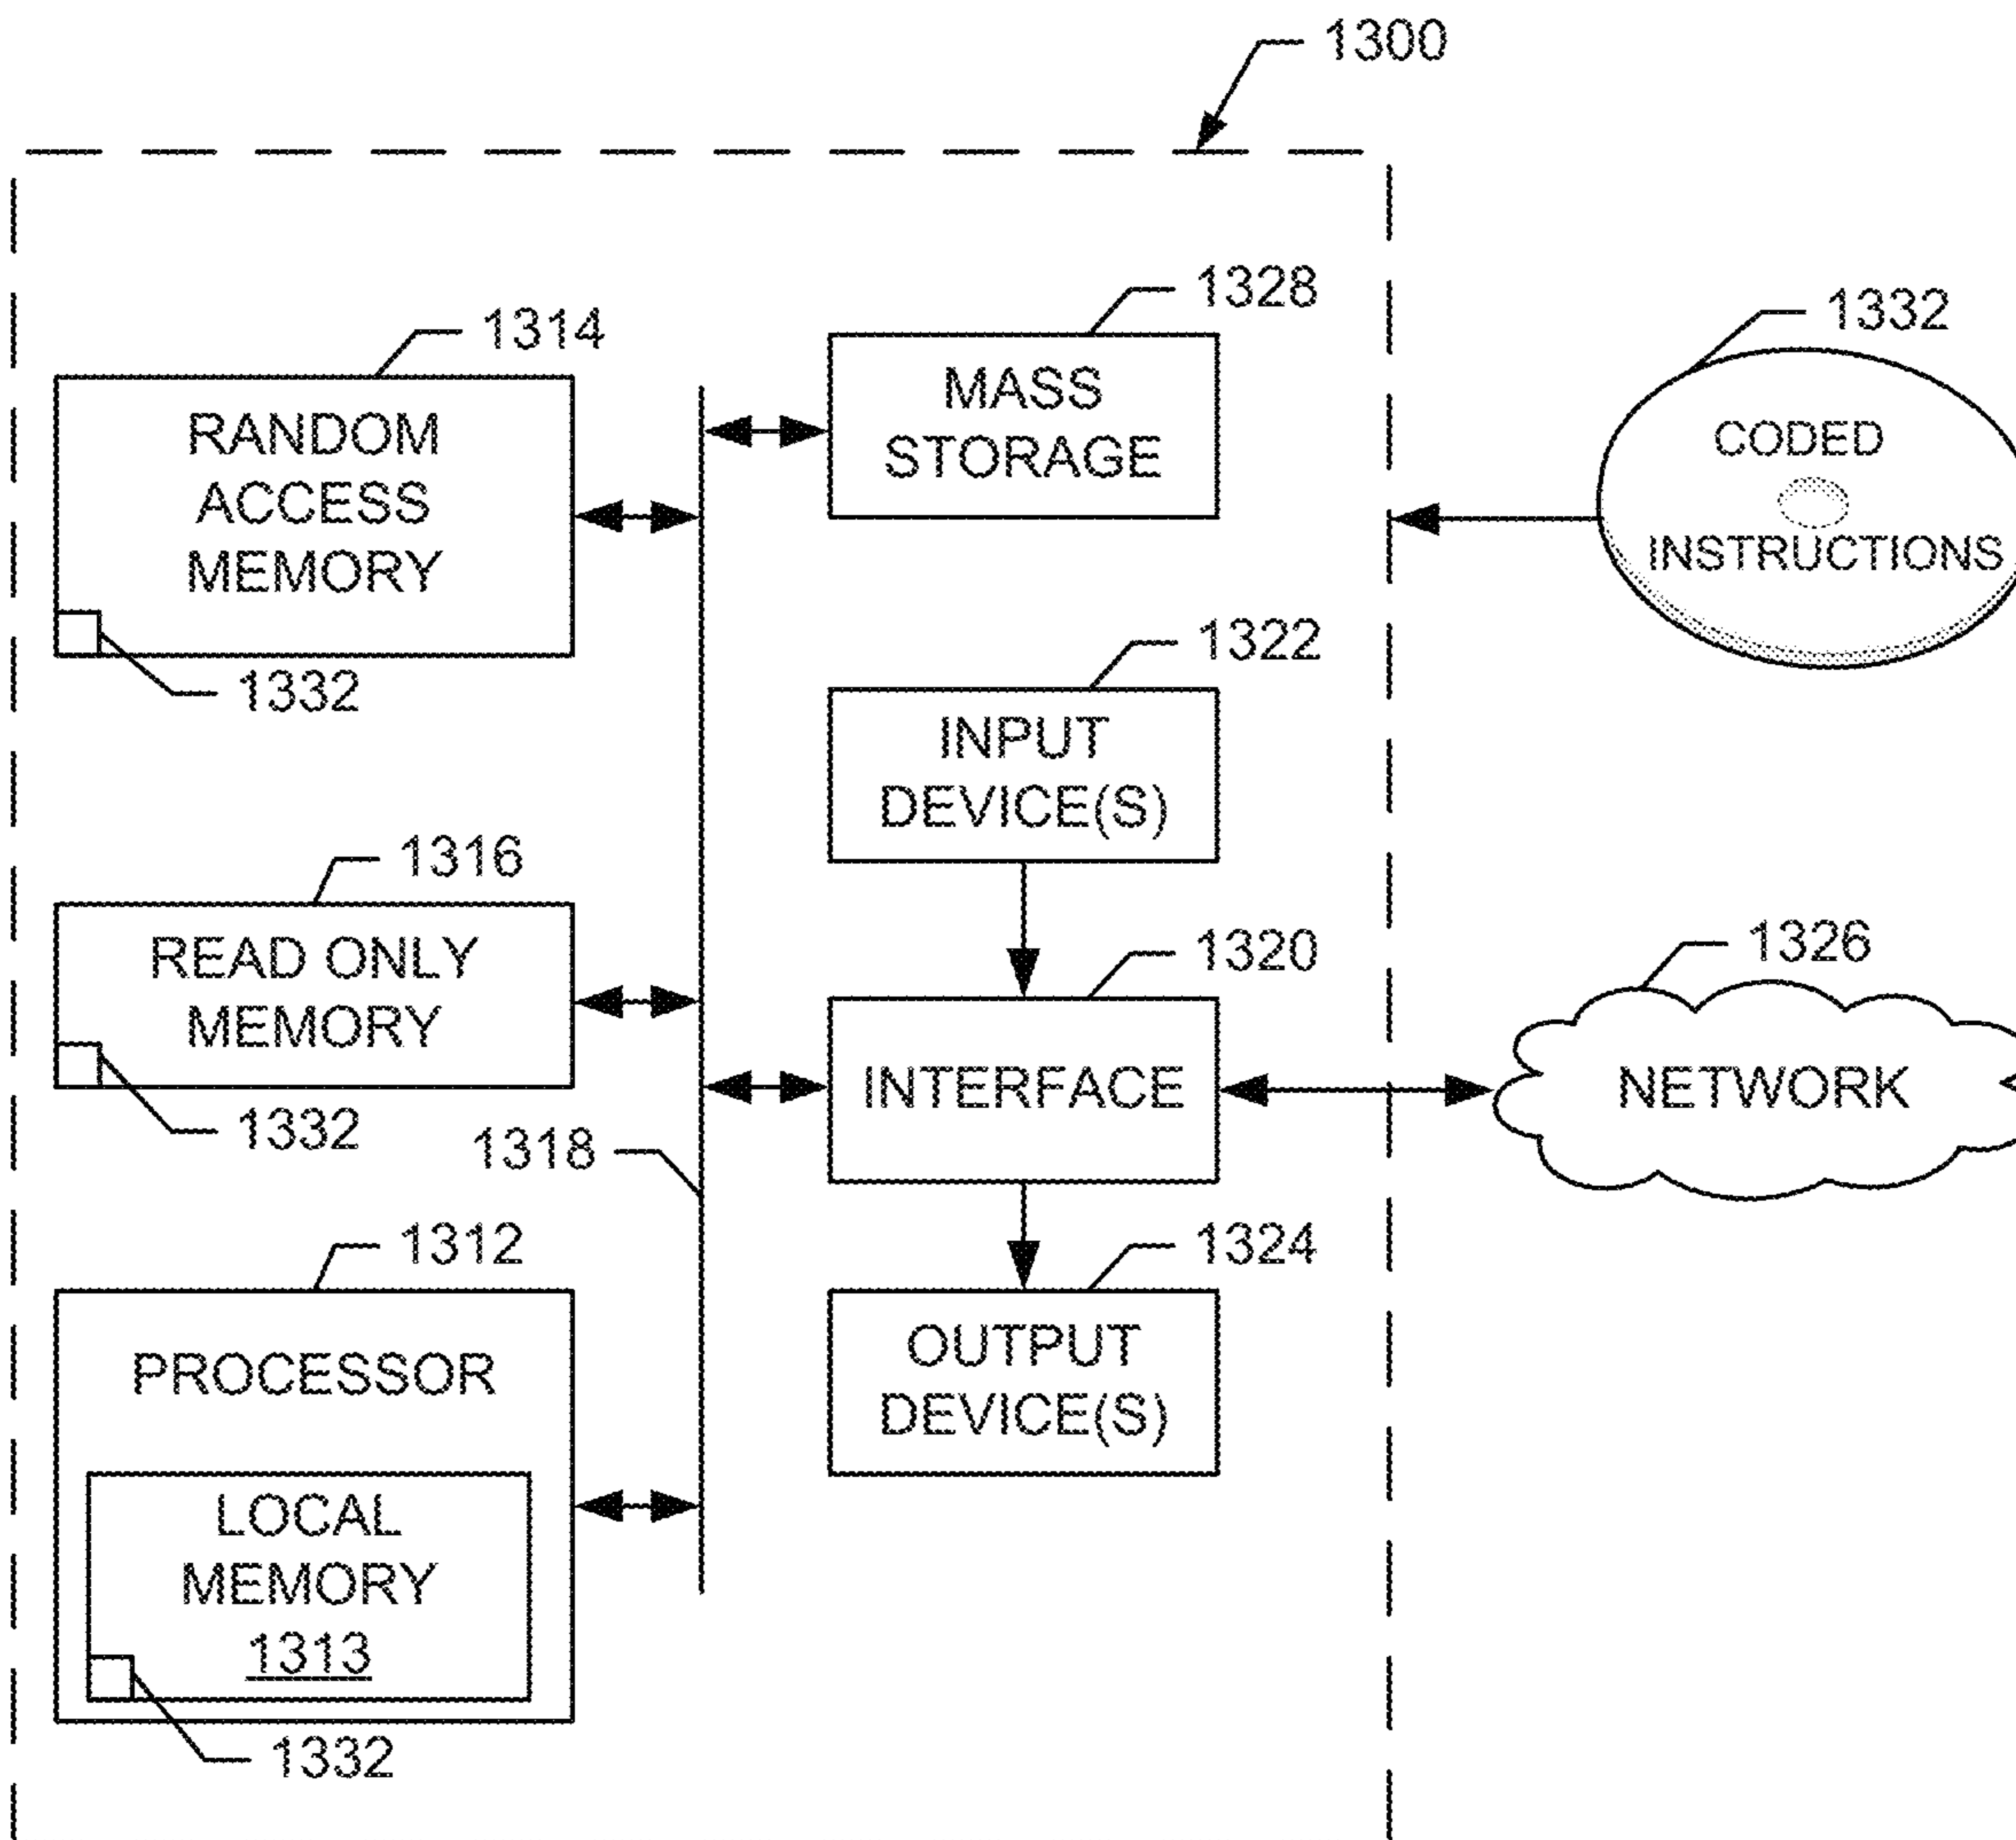 1300
1314
RANDOM
ACCESS
MEMORY
1332
1328
MASS
STORAGE
1332
CODED
INSTRUCTIONS
1322
INPUT
DEVICE(S)
1316
READ ONLY
MEMORY
1332
1318
1320
INTERFACE
1326
NETWORK
1312
PROCESSOR
LOCAL
MEMORY
1313
1332
1324
OUTPUT
DEVICE(S)